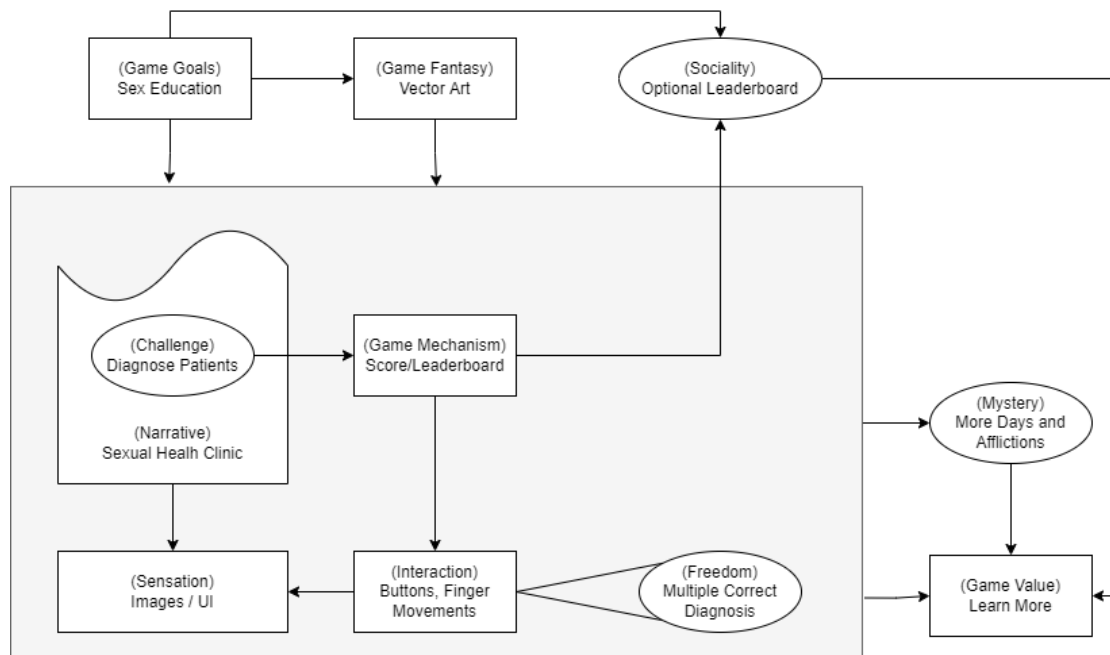 (Game Goals)
Sex Education
(Game Fantasy)
Vector Art
(Sociality)
Optional Leaderboard
(Challenge)
Diagnose Patients
(Game Mechanism)
Score/Leaderboard
(Narrative)
Sexual Healh Clinic
(Mystery)
More Days and
Afflictions
(Sensation)
Images / UI
(Interaction)
Buttons, Finger
Movements
(Freedom)
Multiple Correct
Diagnosis
(Game Value)
Learn More